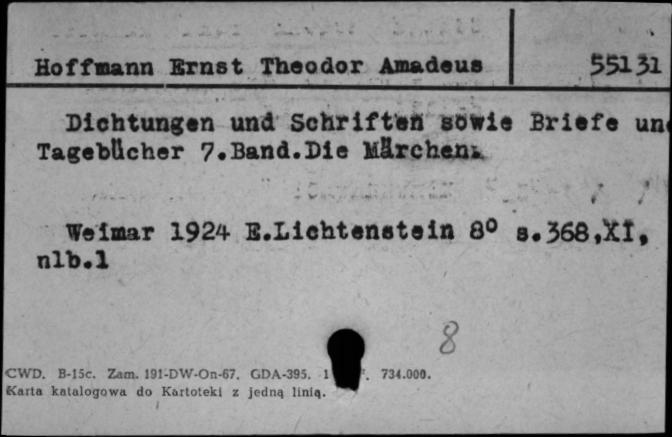 Hoffmann Ernst Theodor Amadeus 55131
Dichtungen und Schriften sowie Briefe und
Tagebücher 7.Band.Die Märchen.
Weimar 1924 E.Lichtenstein 8° s.368,XI,
nlb.1
8
CWD. B-15c. Zam. 191-DW-On-67. GDA-395. 1 734.000.
Karta katalogowa do Kartoteki z jedną linią.